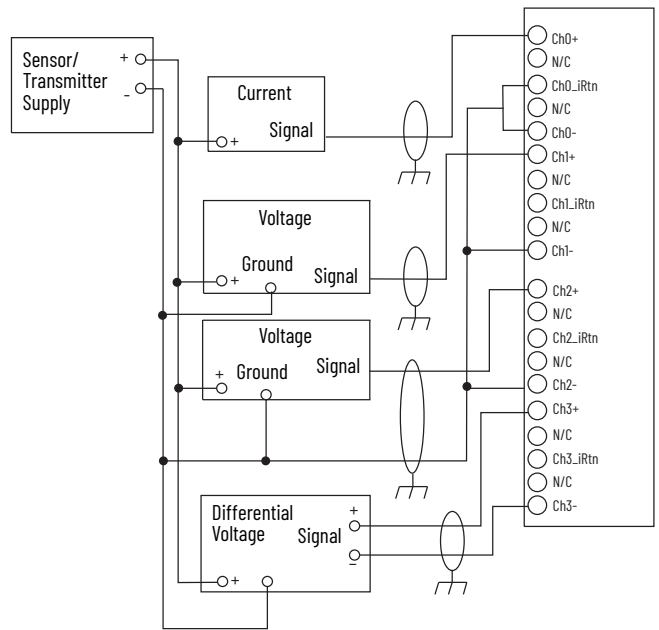 Sensor/
Transmitter
Supply
+
-
Current
Signal
+
Voltage
Ground
Signal
+
Voltage
Ground
Signal
+
Differential
Voltage
Signal
+
–
+
Ch0+
N/C
Ch0_iRtn
N/C
Ch0-
Ch1+
N/C
Ch1_iRtn
N/C
Ch1-
Ch2+
N/C
Ch2_iRtn
N/C
Ch2-
Ch3+
N/C
Ch3_iRtn
N/C
Ch3-